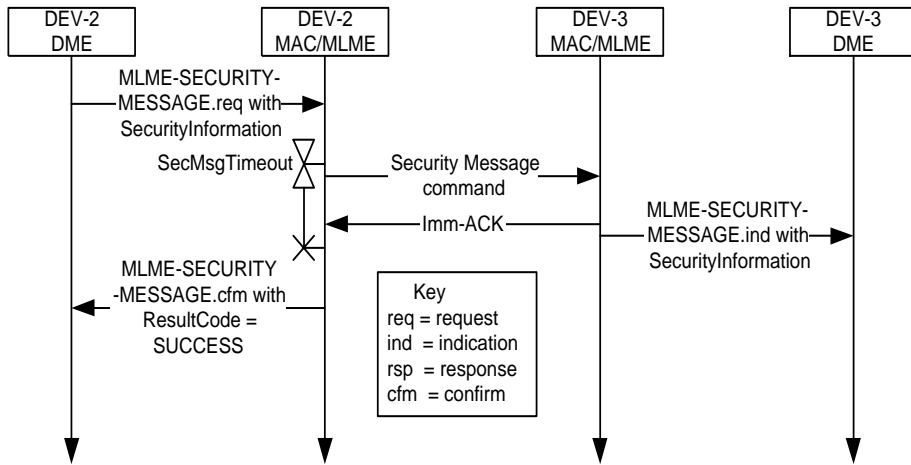 DEV-2
DME
DEV-2
MAC/MLME
DEV-3
MAC/MLME
DEV-3
DME
MLME-SECURITY-
MESSAGE.req with
SecurityInformation
SecMsgTimeout
Security Message
command
Imm-ACK
MLME-SECURITY-
MESSAGE.ind with
SecurityInformation
MLME-SECURITY
-MESSAGE.cfm with
ResultCode =
SUCCESS
Key
req = request
ind = indication
rsp = response
cfm = confirm